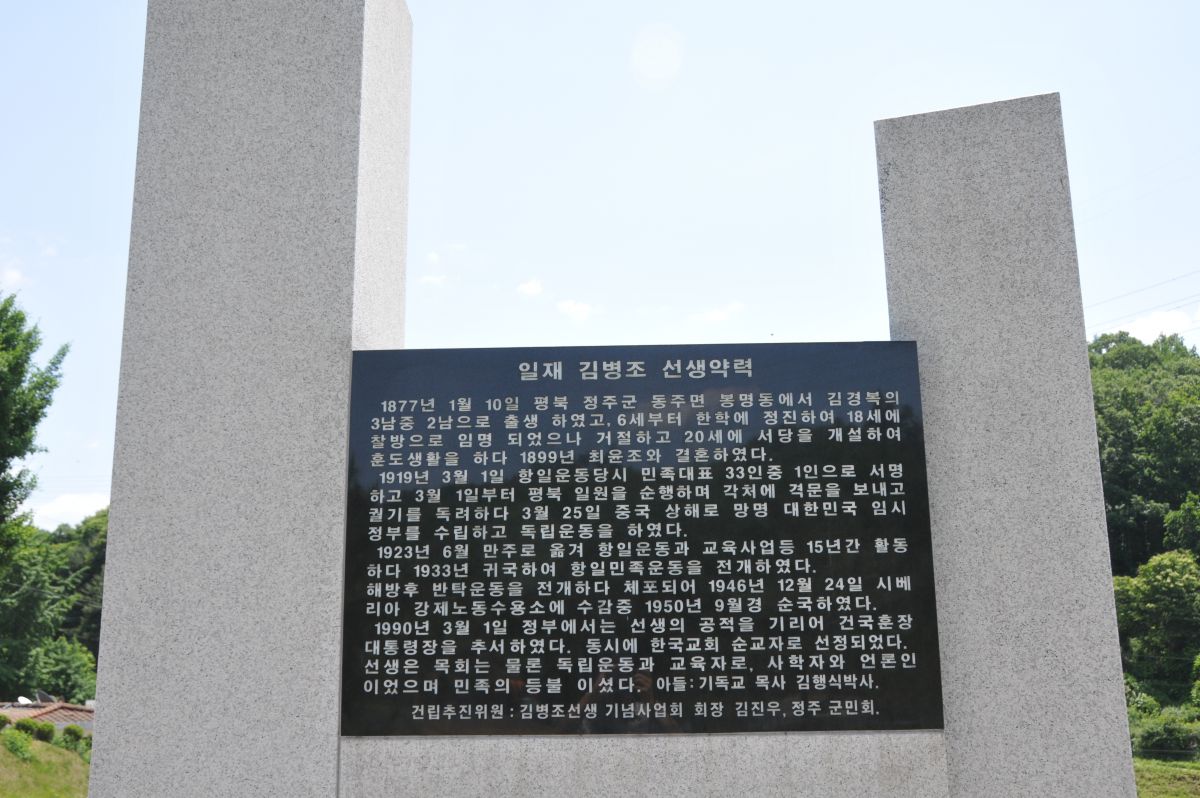 일재 김병조 선생약력
1877년 1월 10일 평북 정주군 동주면 봉명동에서 김경복의
3남중 2남으로 출생 하였고, 6세부터 한학에 정진하여 18세에
찰방으로 임명 되었으나 거절하고 20세에 서당을 개설하여
훈도생활을 하다 1899년 최윤조와 결혼하였다.
1919년 3월 1일 항일운동당시 민족대표 33인중 1인으로 서명
하고 3월 1일부터 평북 일원을 순행하며 각처에 격문을 보내고
궐기를 독려하다 3월 25일 중국 상해로 망명 대한민국 임시
정부를 수립하고 독립운동을 하였다.
1923년 6월 만주로 옮겨 항일운동과 교육사업등 15년간 활동
하다 1933년 귀국하여 항일민족운동을 전개하였다.
해방후 반탁운동을 전개하다 체포되어 1946년 12월 24일 시베
리아 강제노동수용소에 수감중 1950년 9월경 순국하였다.
1990년 3월 1일 정부에서는 선생의 공적을 기리어 건국훈장
대통령장을 추서하였다. 동시에 한국교회 순교자로 선정되었다.
선생은 목회는 물론 독립운동과 교육자로, 사학자와 언론인
이었으며 민족의 등불 이셨다. 아들:기독교 목사 김행식박사.
건립추진위원 : 김병조선생 기념사업회 회장 김진우, 정주 군민회.